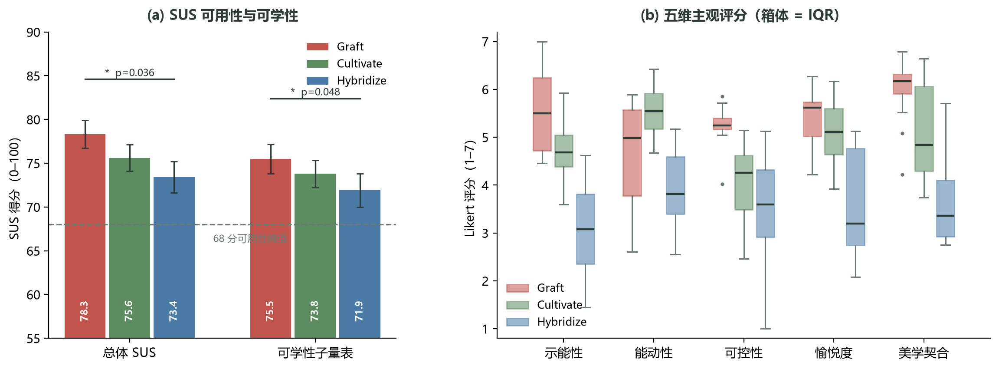 (a) SUS 可用性与可学性
90
85
80
75
70
65
60
55
SUS 得分（0–100）
Graft
Cultivate
Hybridize
* p=0.036
* p=0.048
68 分可用性阈值
78.3
75.6
73.4
75.5
73.8
71.9
总体 SUS
可学性子量表
(b) 五维主观评分（箱体 = IQR）
7
6
5
4
3
2
1
Likert 评分（1–7）
Graft
Cultivate
Hybridize
示能性
能动性
可控性
愉悦度
美学契合